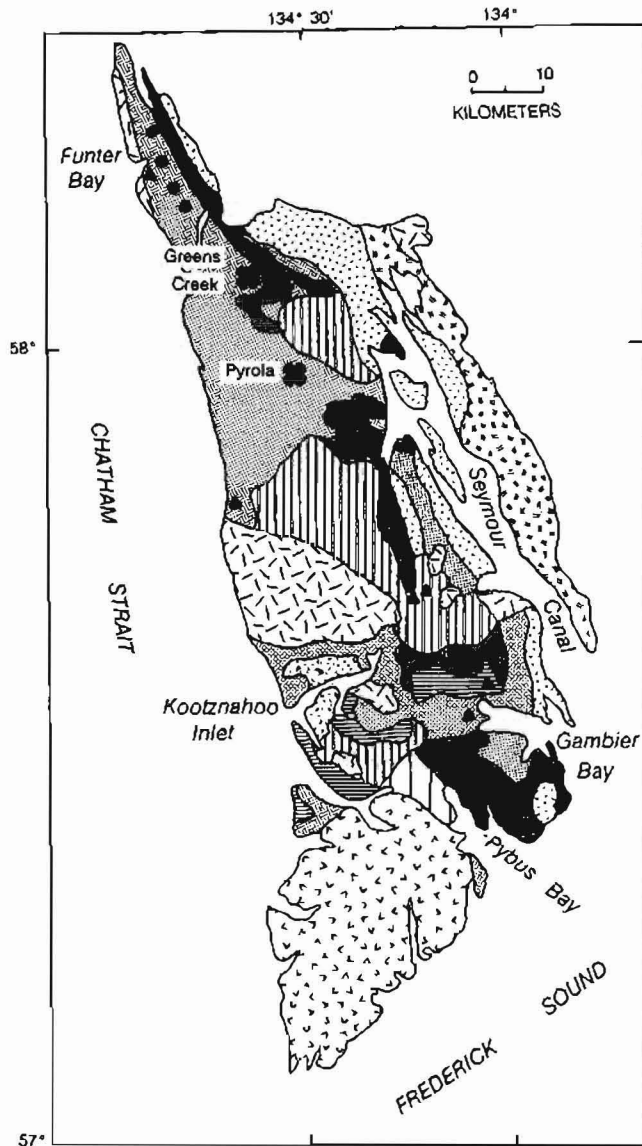 134° 30'
134°
0 10
KILOMETERS
Funter
Bay
Greens
Creek
58°
Pyrola
CHATHAM
STRAIT
Seymour
Canal
Kootznahoo
Inlet
Gambier
Bay
Pybus Bay
FREDERICK SOUND
57°